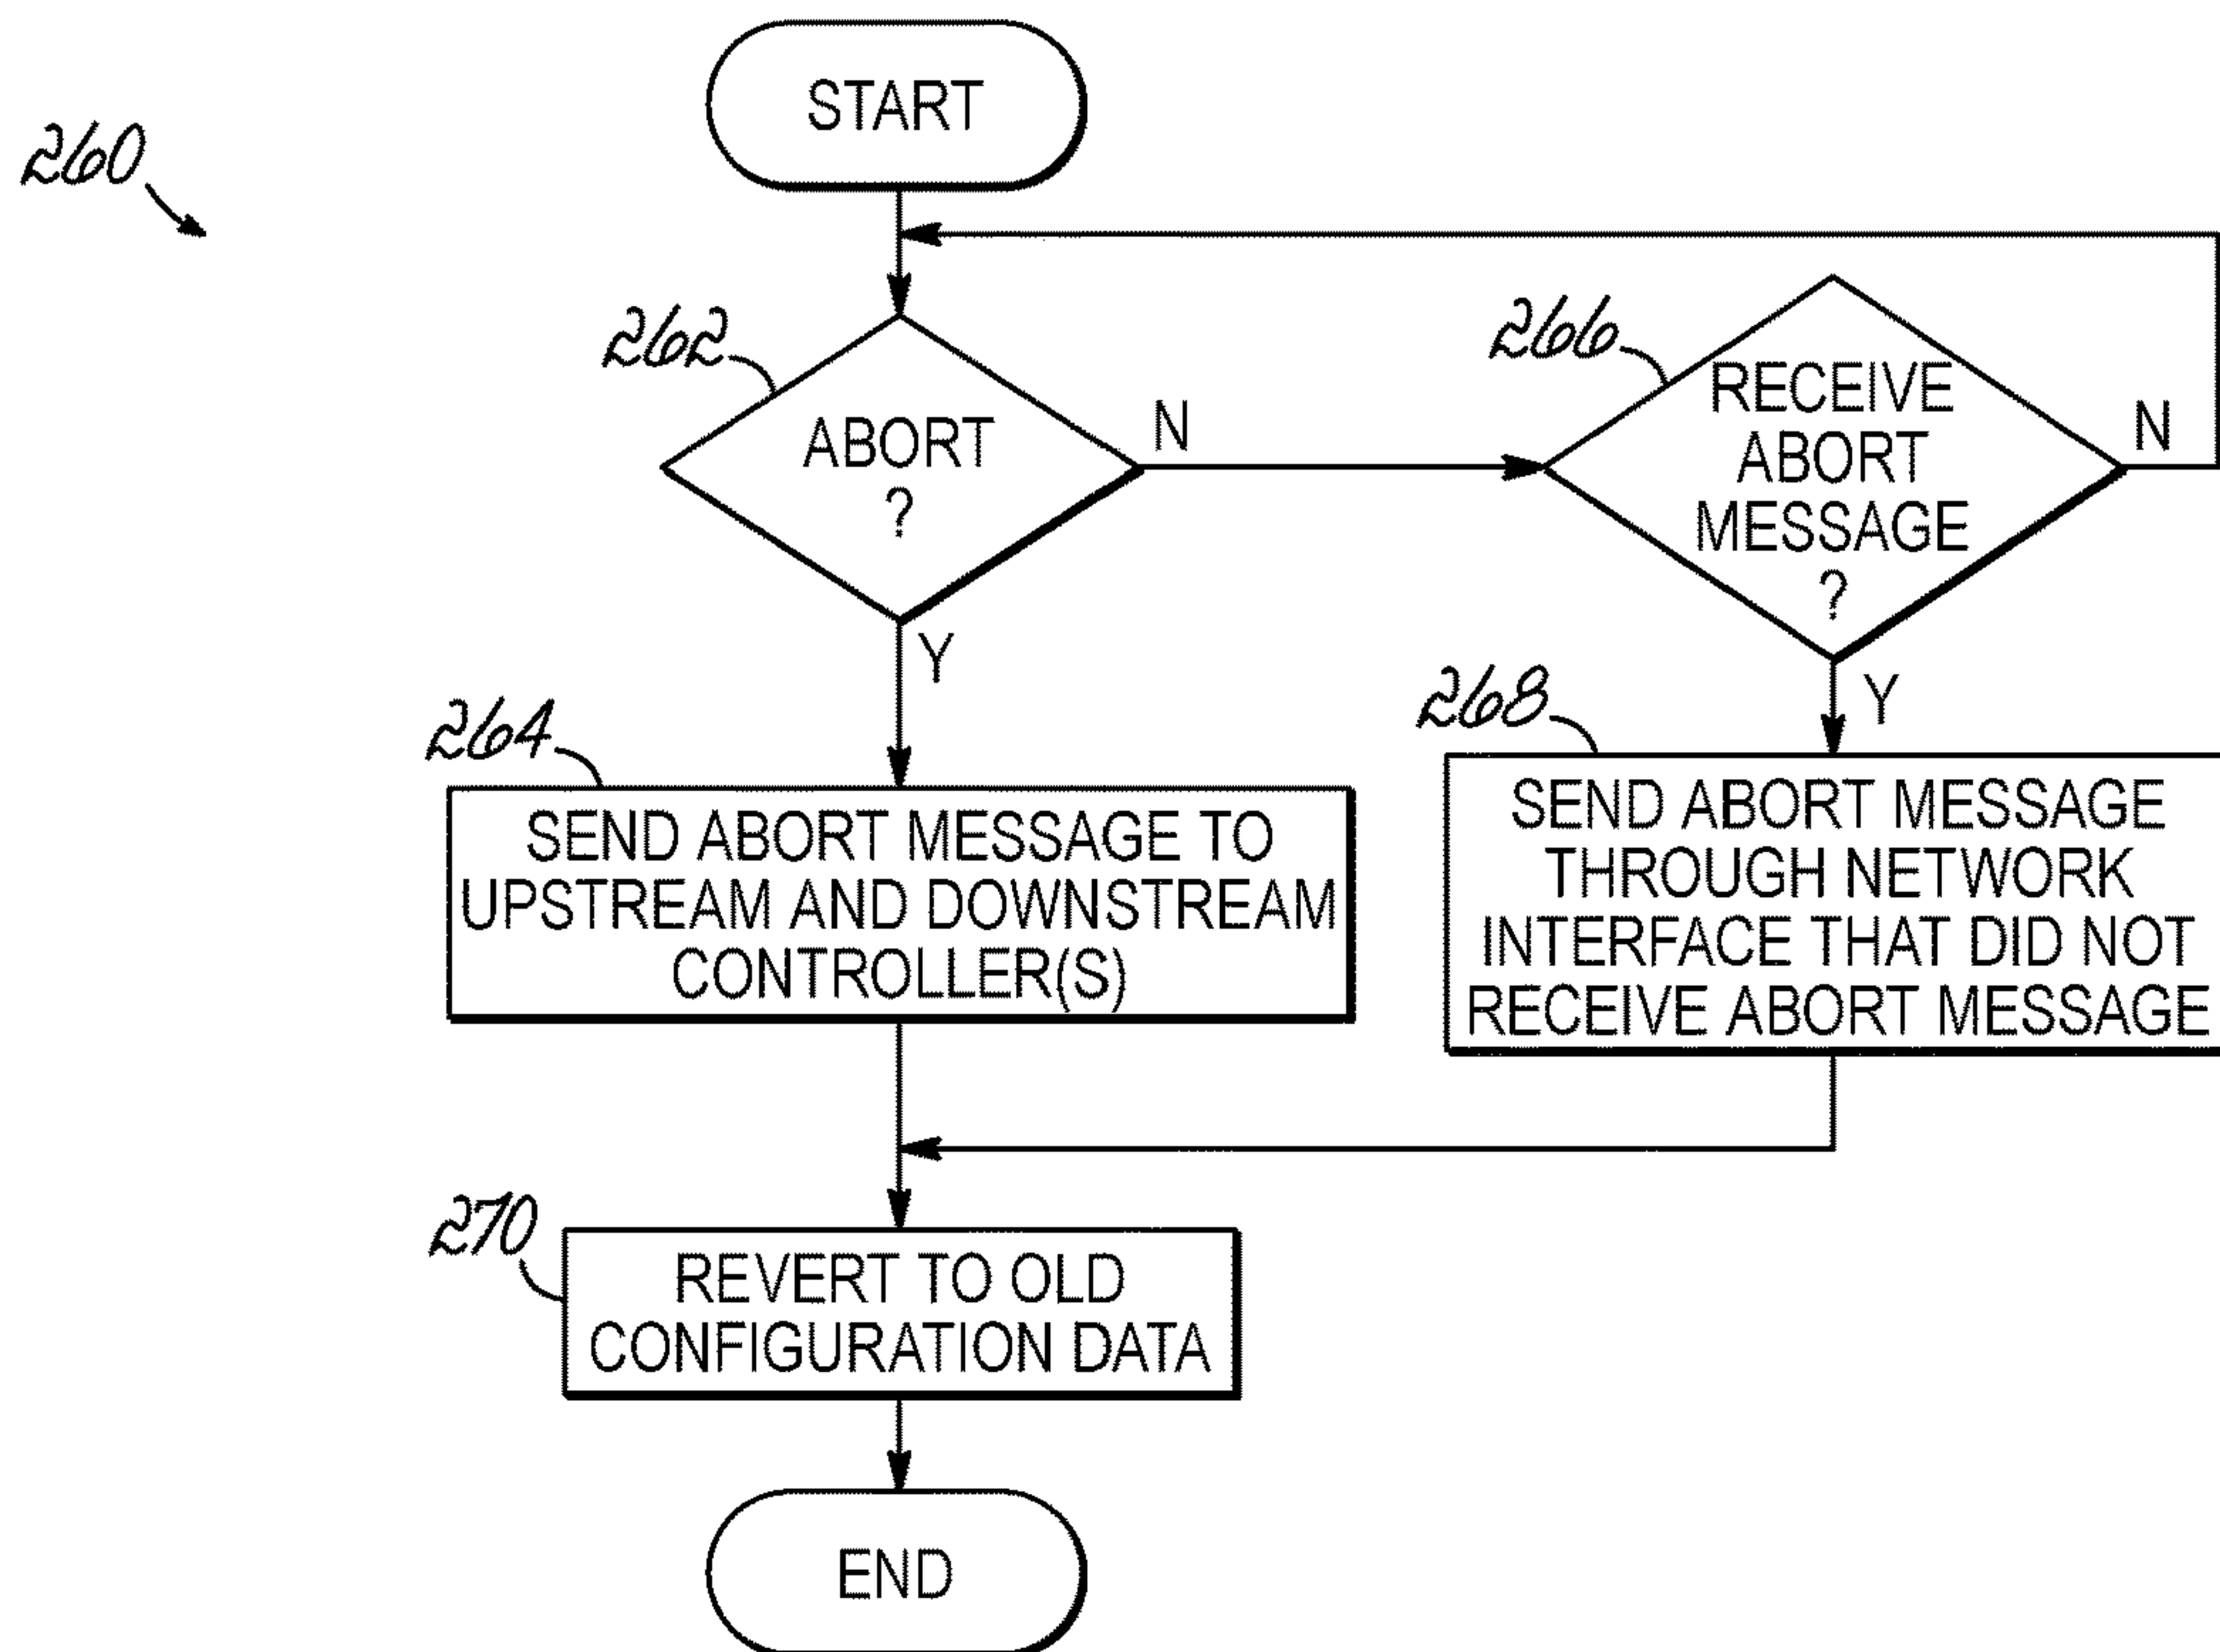 START
260
262
ABORT
?
N
266
RECEIVE
ABORT
MESSAGE
?
N
Y
Y
264
SEND ABORT MESSAGE TO
UPSTREAM AND DOWNSTREAM
CONTROLLER(S)
268
SEND ABORT MESSAGE
THROUGH NETWORK
INTERFACE THAT DID NOT
RECEIVE ABORT MESSAGE
270
REVERT TO OLD
CONFIGURATION DATA
END